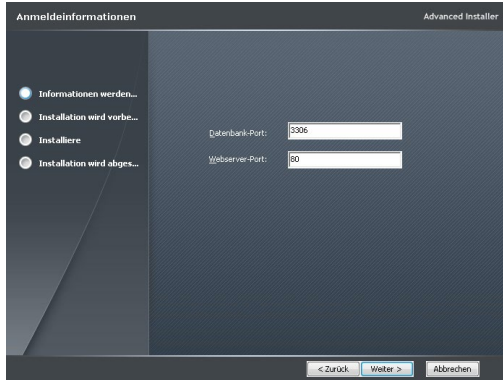 Anmeldeinformationen
Advanced Installer
Informationen werden...
Installation wird vorbe...
Installiere
Installation wird abges...
Datenbank-Port: 3306
Webserver-Port: 80
< Zurück Weiter > Abbrechen